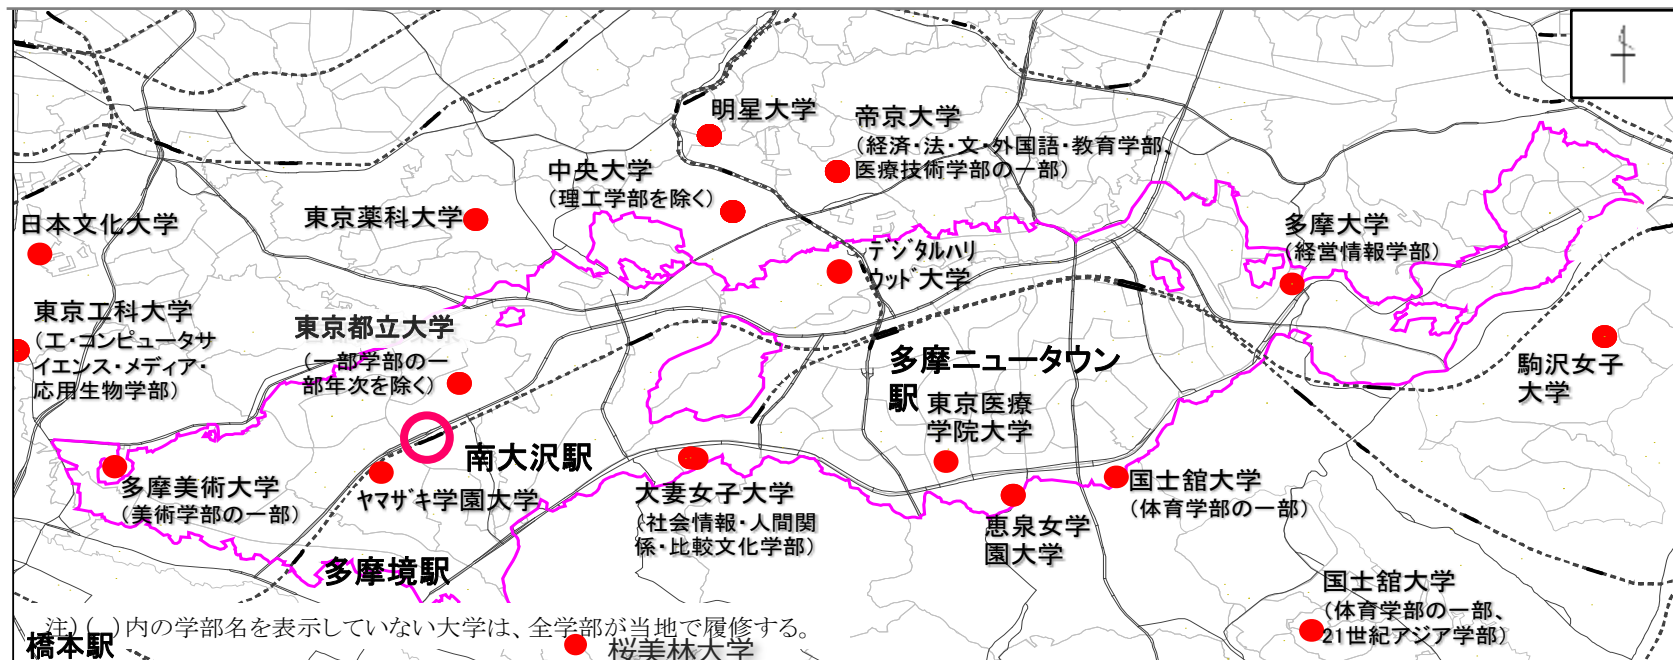 明星大学
帝京大学
(経済・法・文・外国語・教育学部、
医療技術学部の一部)
中央大学
(理工学部を除く)
日本文化大学
東京薬科大学
多摩大学
(経営情報学部)
デジタルハリ
ウッド大学
東京工科大学
(工・コンピュータサ
イエンス・メディア・
応用生物学部)
東京都立大学
(一部学部の一
部年次を除く)
多摩ニュータウン
駅
駒沢女子
大学
東京医療
学院大学
南大沢駅
多摩美術大学
(美術学部の一部)
ヤマザキ学園大学
大妻女子大学
(社会情報・人間関
係・比較文化学部)
国士舘大学
(体育学部の一部)
恵泉女学
園大学
多摩境駅
国士舘大学
(体育学部の一部、
21世紀アジア学部)
注)( )内の学部名を表示していない大学は、全学部が当地で履修する。
橋本駅
桜美林大学